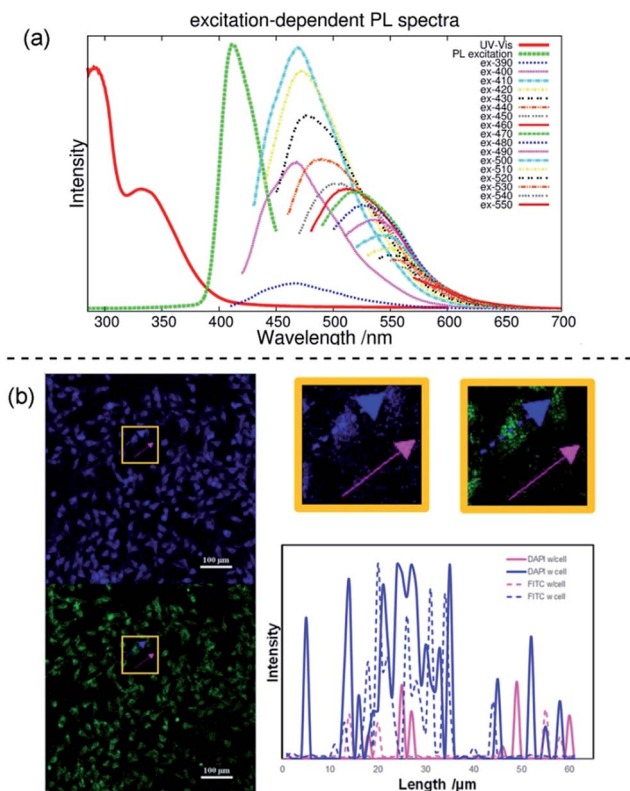 (a)
excitation-dependent PL spectra
Intensity
UV-Vis
PL excitation
ex-390
ex-400
ex-410
ex-420
ex-430
ex-440
ex-450
ex-460
ex-470
ex-480
ex-490
ex-500
ex-510
ex-520
ex-530
ex-540
ex-550
300 350 400 450 500 550 600 650 700
Wavelength /nm
(b)
100 µm
100 µm
Intensity
DAPI w/cell
DAPI w cell
FITC w/cell
FITC w cell
0 10 20 30 40 50 60
Length /µm